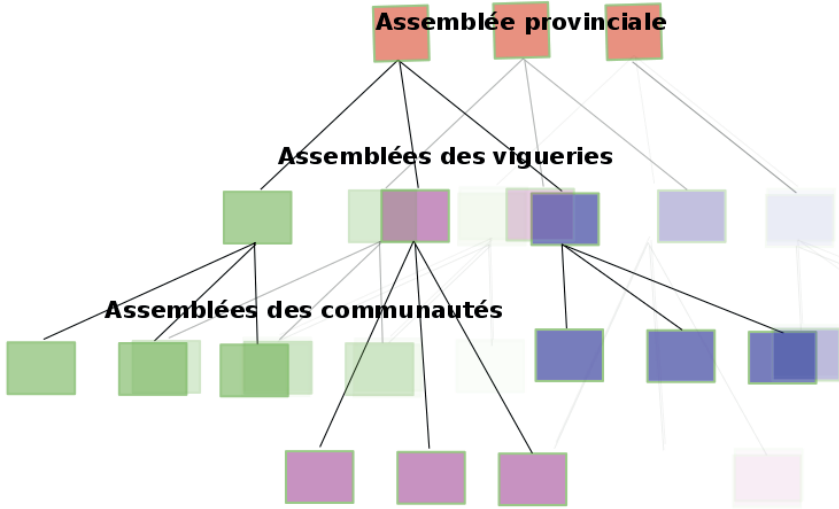 Assemblée provinciale
Assemblées des vigueries
Assemblées des communautés